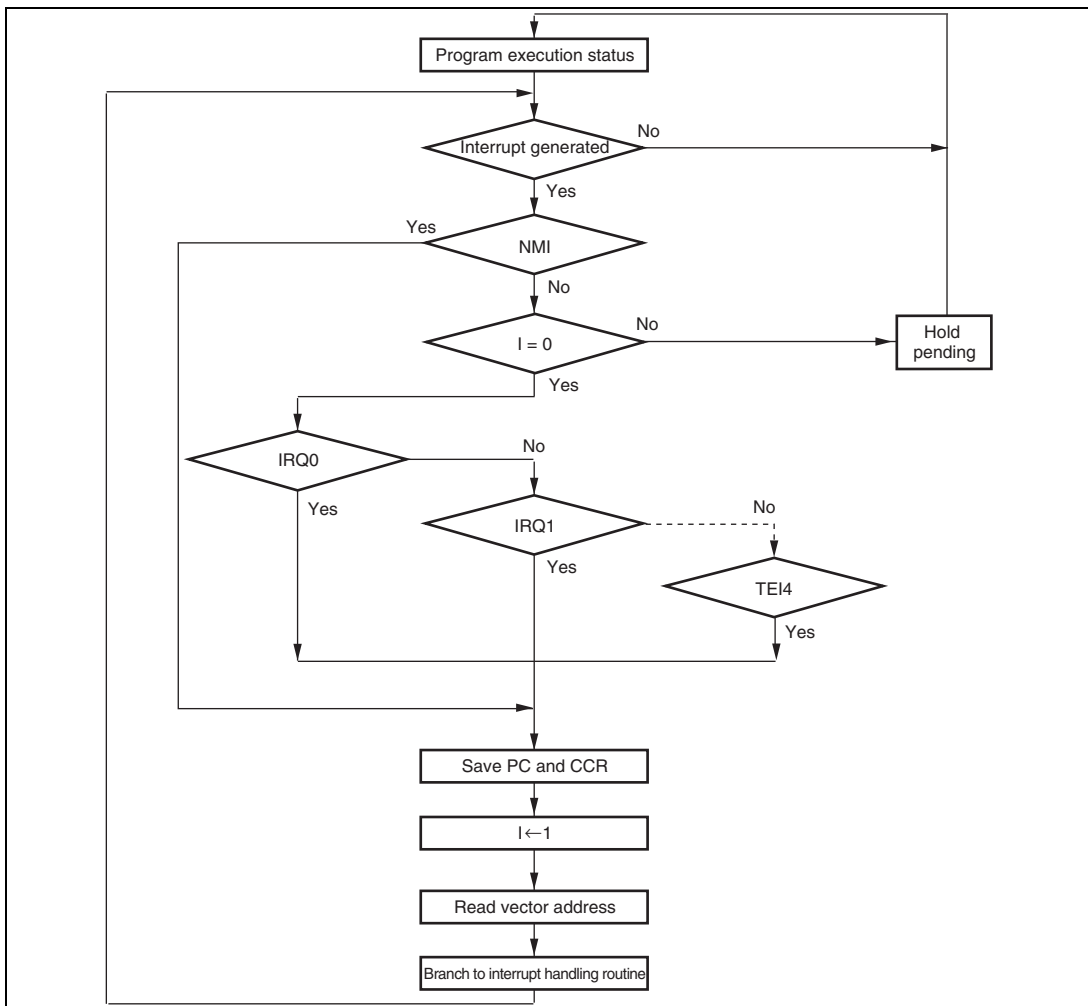 Program execution status
Interrupt generated
No
Yes
Yes
NMI
No
I = 0
No
Hold
pending
Yes
IRQ0
No
Yes
IRQ1
No
Yes
TEI4
Yes
Save PC and CCR
I←1
Read vector address
Branch to interrupt handling routine